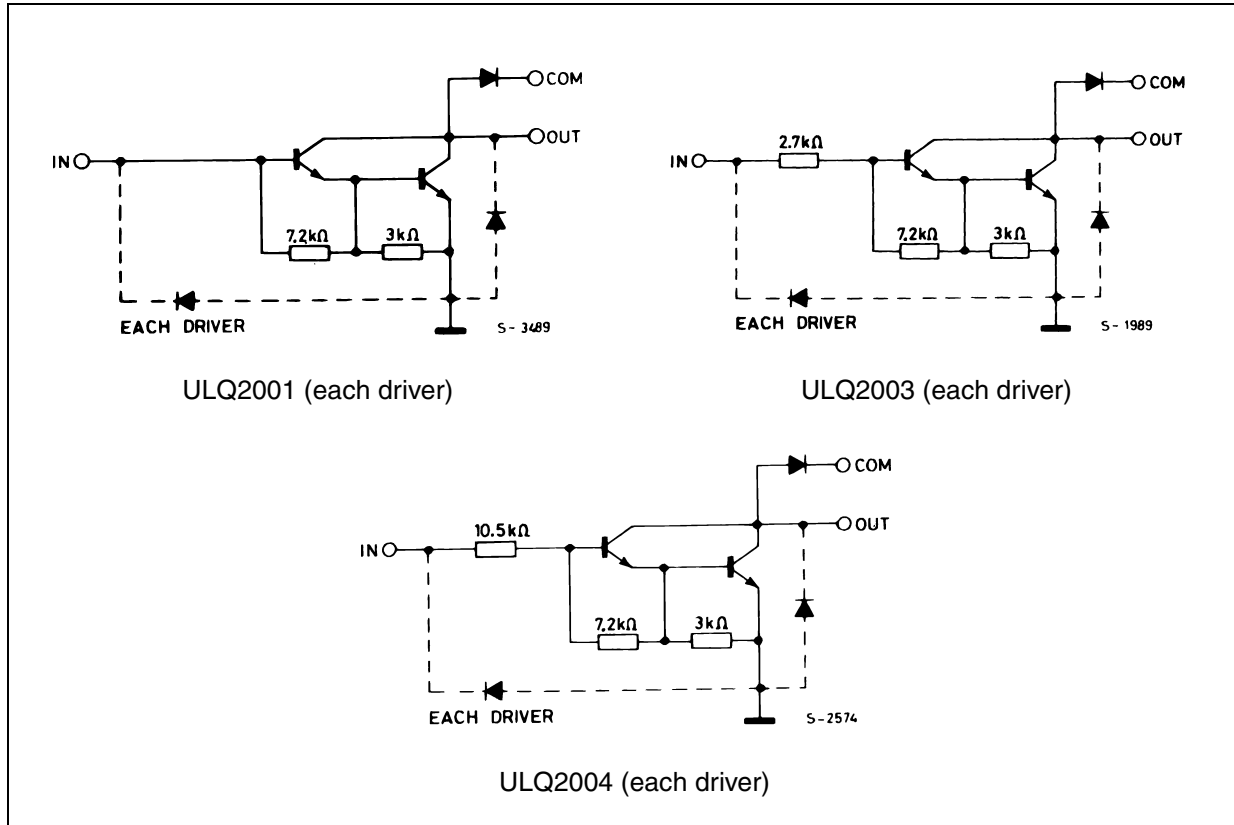 COM
OUT
IN
7.2kΩ
3kΩ
EACH DRIVER
S- 3489
ULQ2001 (each driver)
COM
OUT
IN
2.7kΩ
7.2kΩ
3kΩ
EACH DRIVER
S- 1989
ULQ2003 (each driver)
COM
OUT
IN
10.5kΩ
7.2kΩ
3kΩ
EACH DRIVER
S-2574
ULQ2004 (each driver)